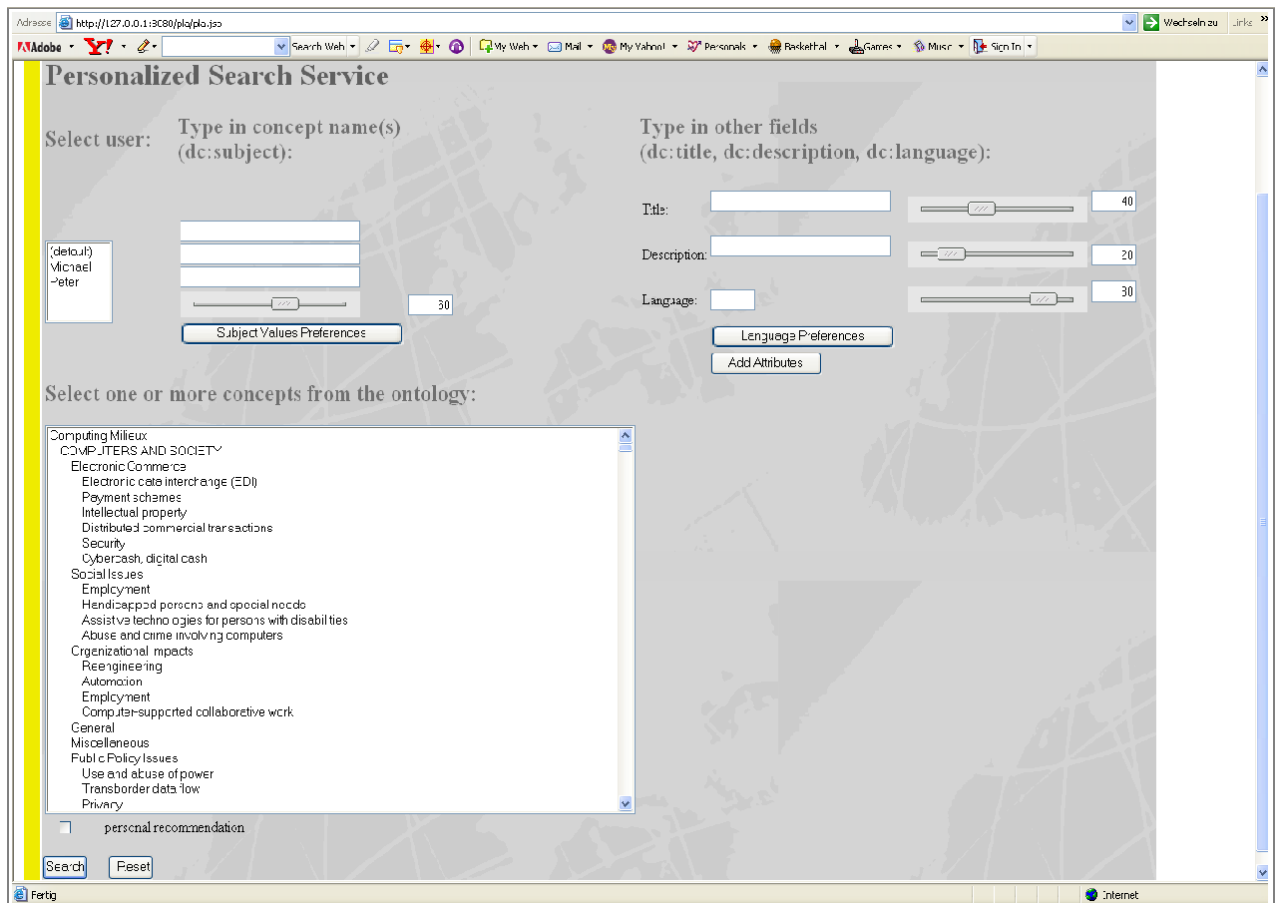 Adresse http://127.0.0.1:8080/pla/pla.jsp Wechseln zu Links »
Adobe Y! Search Web My Web Mail My Yahoo! Personals Basketball Games Music Sign In
Personalized Search Service
Select user:
Type in concept name(s)
(dc:subject):
Type in other fields
(dc:title, dc:description, dc:language):
Title: 40
(default)
Michael
Peter
Description: 20
Language: 30
Subject Values Preferences
Language Preferences
Add Attributes
Select one or more concepts from the ontology:
Computing Milieux
COMPUTERS AND SOCIETY
Electronic Commerce
Electronic data interchange (EDI)
Payment schemes
Intellectual property
Distributed commercial transactions
Security
Cybercash, digital cash
Social Issues
Employment
Handicapped persons and special needs
Assistive technologies for persons with disabilities
Abuse and crime involving computers
Organizational Impacts
Reengineering
Automation
Employment
Computer-supported collaborative work
General
Miscellaneous
Public Policy Issues
Use and abuse of power
Transborder data flow
Privacy
personal recommendation
Search Reset
Fertig Internet